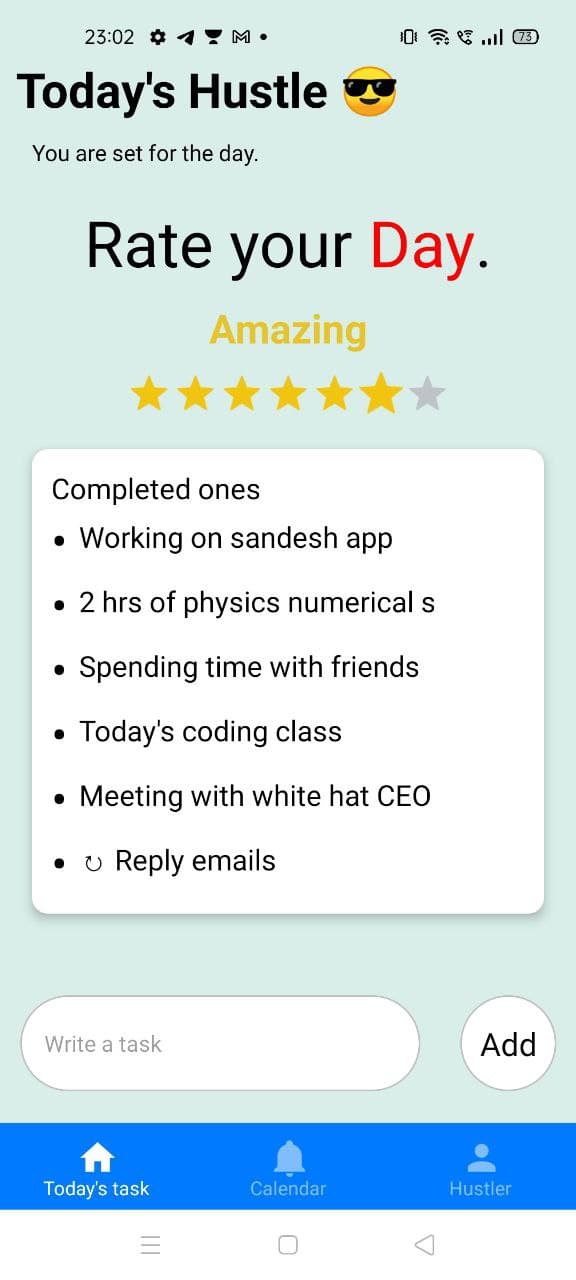 23:02
73
Today's Hustle 😎
You are set for the day.
Rate your Day.
Amazing
Completed ones
• Working on sandesh app
• 2 hrs of physics numerical s
• Spending time with friends
• Today's coding class
• Meeting with white hat CEO
• ↻ Reply emails
Write a task
Add
Today's task
Calendar
Hustler